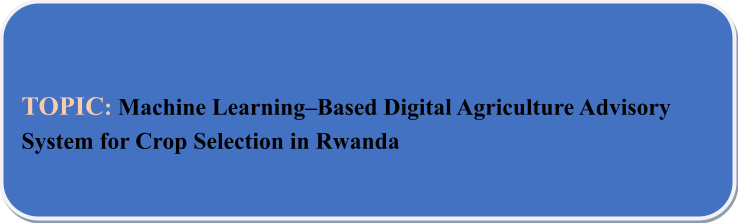 TOPIC: Machine Learning–Based Digital Agriculture Advisory
System for Crop Selection in Rwanda